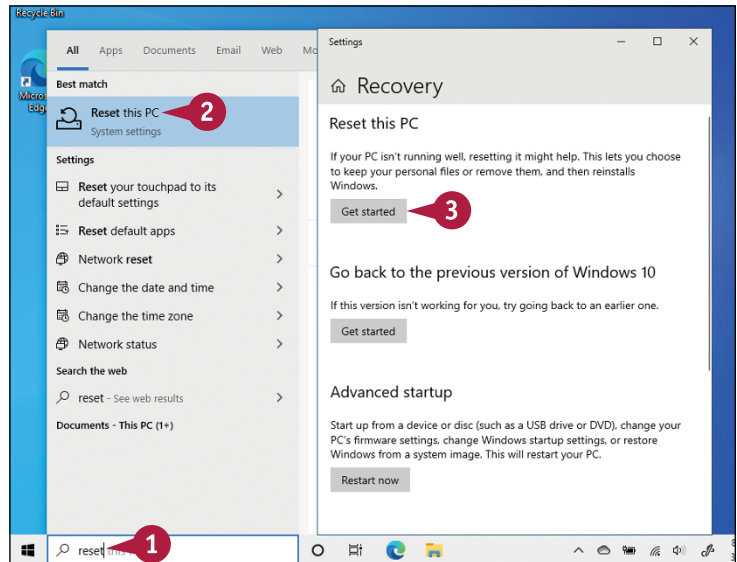 Recycle Bin
All Apps Documents Email Web
Best match
Reset this PC
System settings
2
Settings
Reset your touchpad to its
default settings
Reset default apps
Network reset
Change the date and time
Change the time zone
Network status
Search the web
reset - See web results
Documents - This PC (1+)
reset
1
Settings
Recovery
Reset this PC
If your PC isn't running well, resetting it might help. This lets you choose
to keep your personal files or remove them, and then reinstalls
Windows.
Get started
3
Go back to the previous version of Windows 10
If this version isn't working for you, try going back to an earlier one.
Get started
Advanced startup
Start up from a device or disc (such as a USB drive or DVD), change your
PC's firmware settings, change Windows startup settings, or restore
Windows from a system image. This will restart your PC.
Restart now